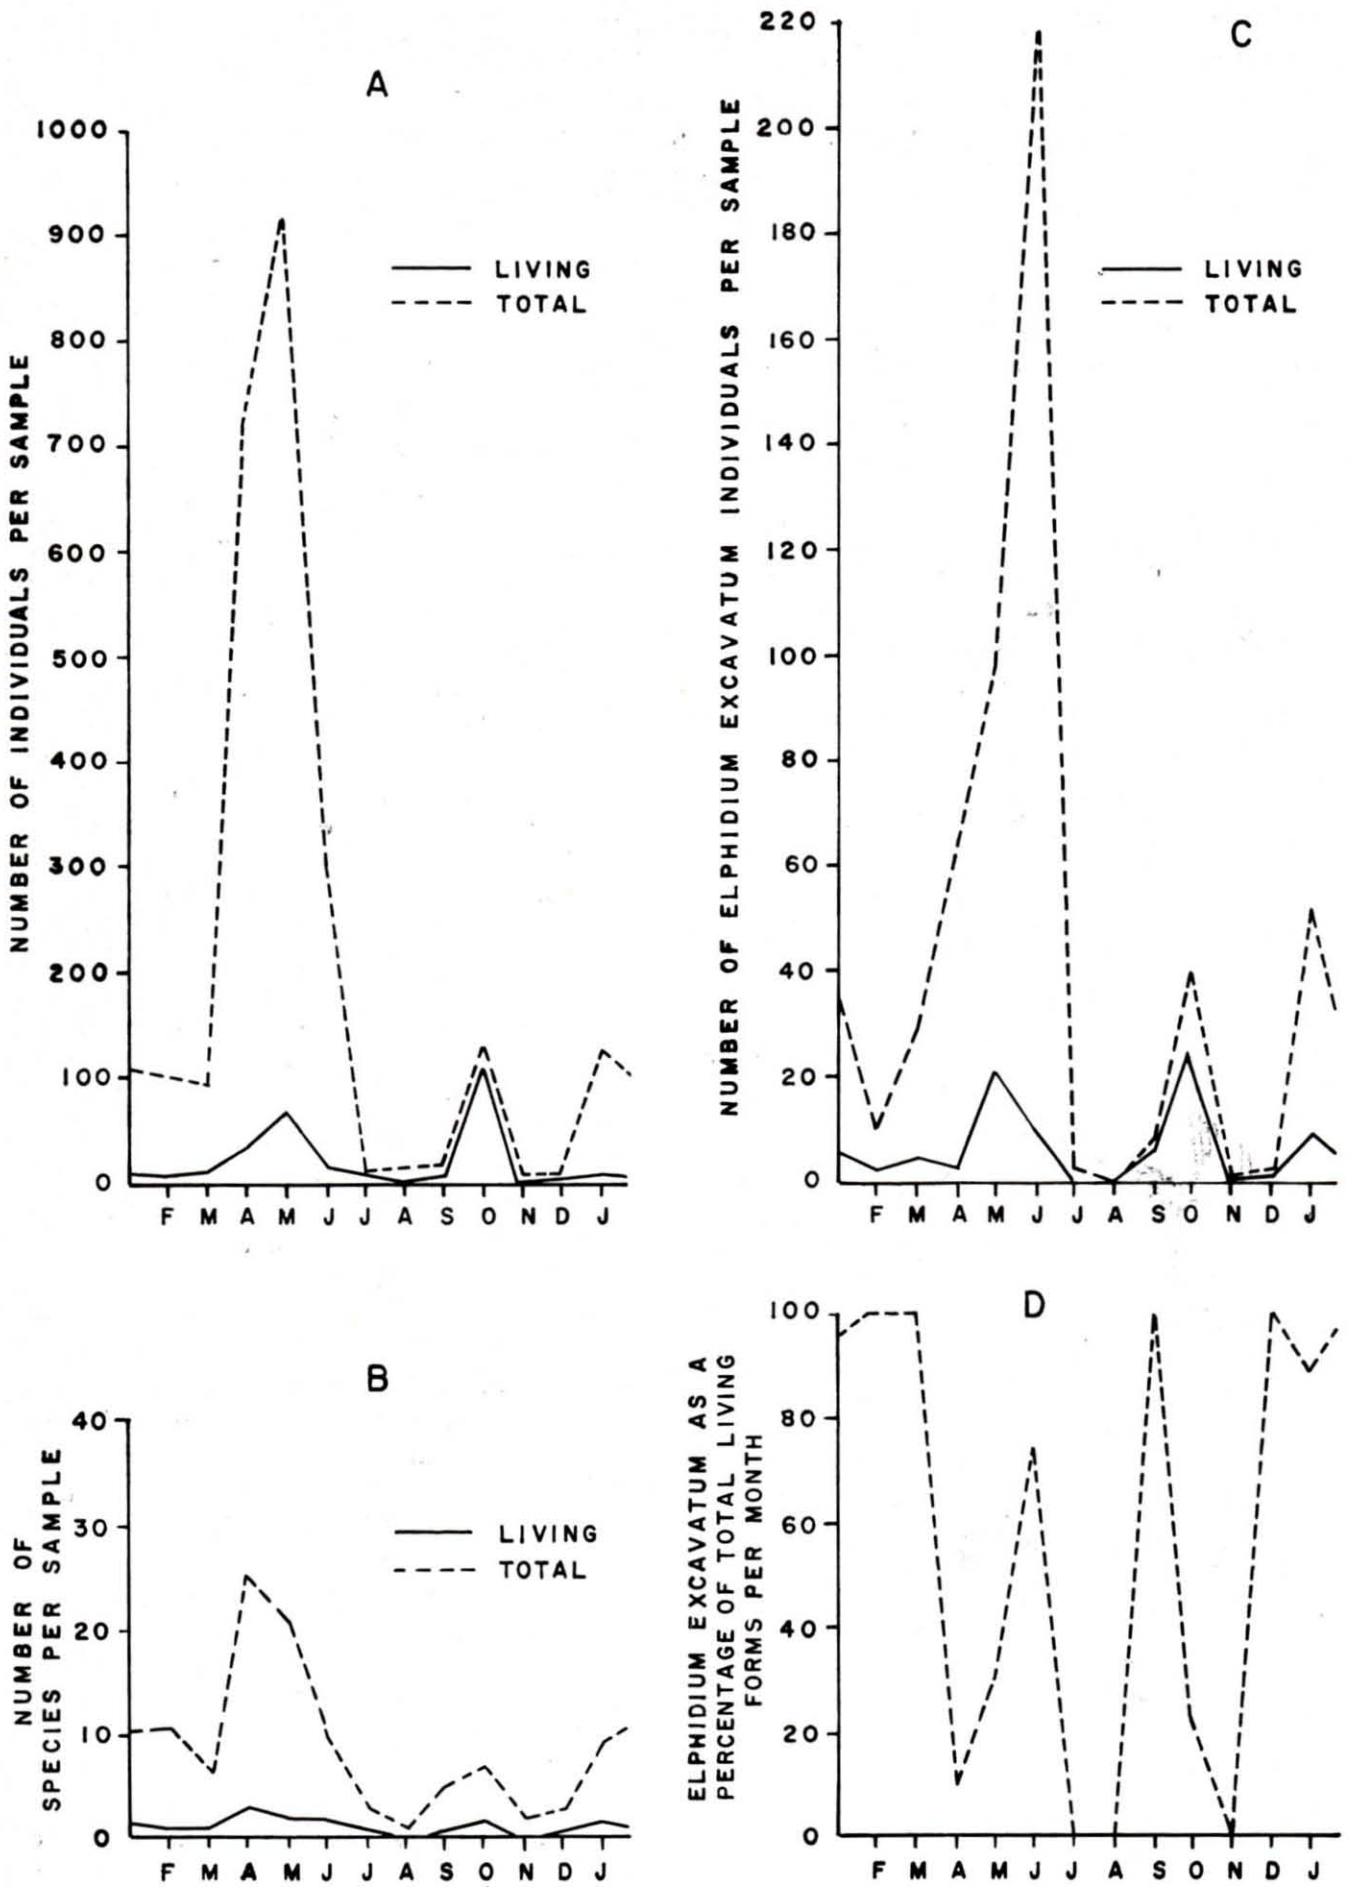 A
NUMBER OF INDIVIDUALS PER SAMPLE
1000
900
800
700
600
500
400
300
200
100
0
LIVING
TOTAL
F M A M J J A S O N D J
B
NUMBER OF
SPECIES PER SAMPLE
40
30
20
10
0
LIVING
TOTAL
F M A M J J A S O N D J
C
NUMBER OF ELPHIDIUM EXCAVATUM INDIVIDUALS PER SAMPLE
220
200
180
160
140
120
100
80
60
40
20
0
LIVING
TOTAL
F M A M J J A S O N D J
D
ELPHIDIUM EXCAVATUM AS A
PERCENTAGE OF TOTAL LIVING
FORMS PER MONTH
100
80
60
40
20
0
F M A M J J A S O N D J